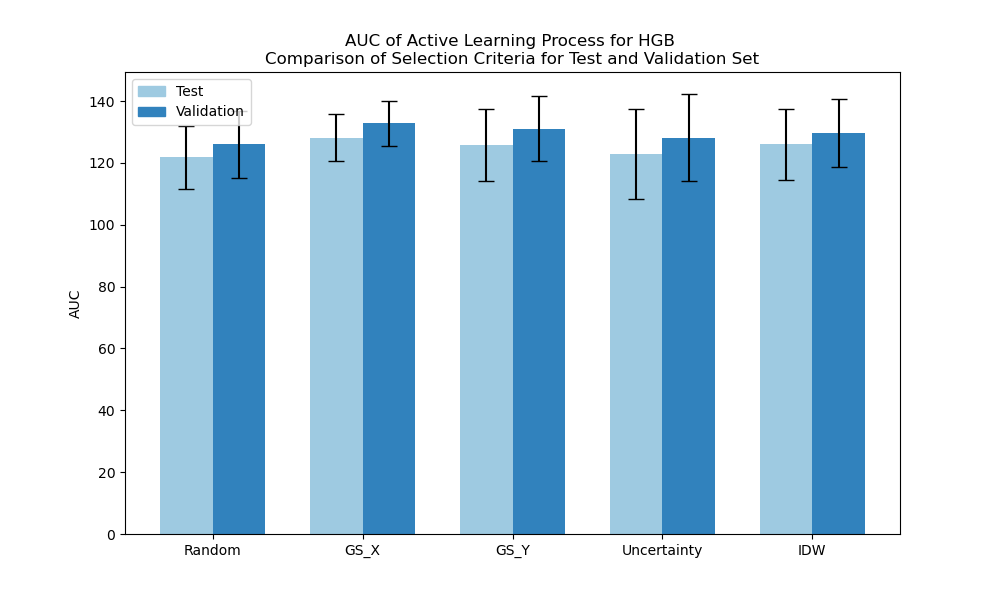 AUC of Active Learning Process for HGB
Comparison of Selection Criteria for Test and Validation Set
Test
Validation
AUC
140
120
100
80
60
40
20
0
Random
GS_X
GS_Y
Uncertainty
IDW